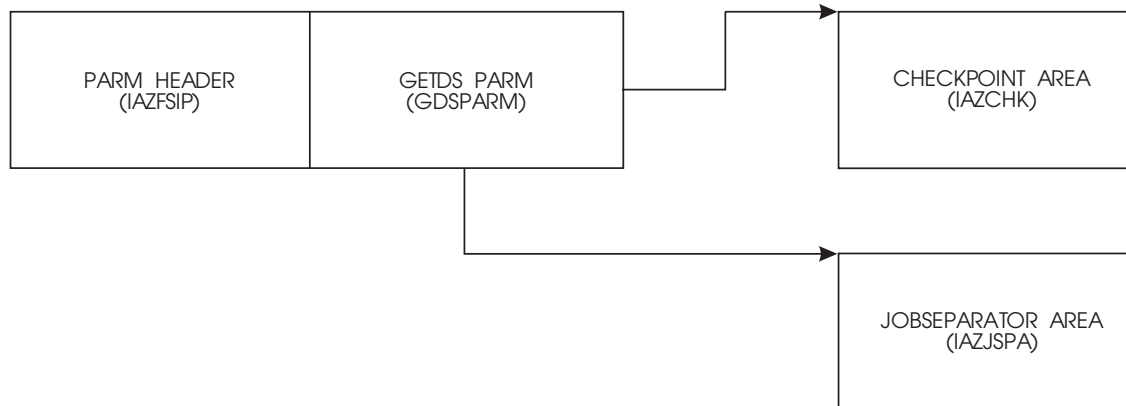 PARM HEADER
(IAZFSIP)
GETDS PARM
(GDSPARM)
CHECKPOINT AREA
(IAZCHK)
JOBSEPARATOR AREA
(IAZJSPA)